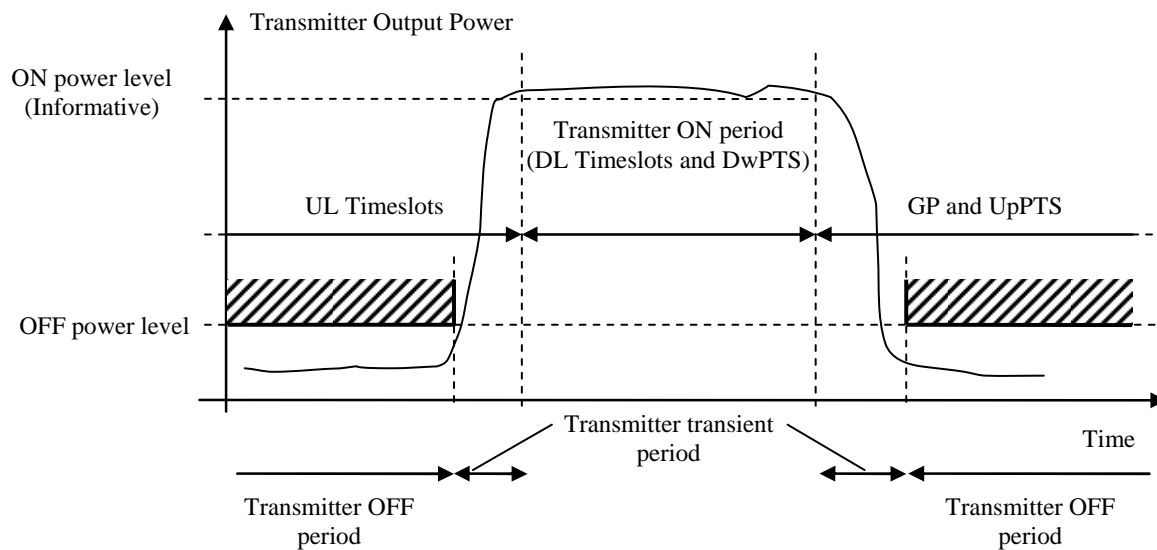 Transmitter Output Power
ON power level
(Informative)
Transmitter ON period
(DL Timeslots and DwPTS)
UL Timeslots
GP and UpPTS
OFF power level
Transmitter transient
period
Time
Transmitter OFF
period
Transmitter OFF
period